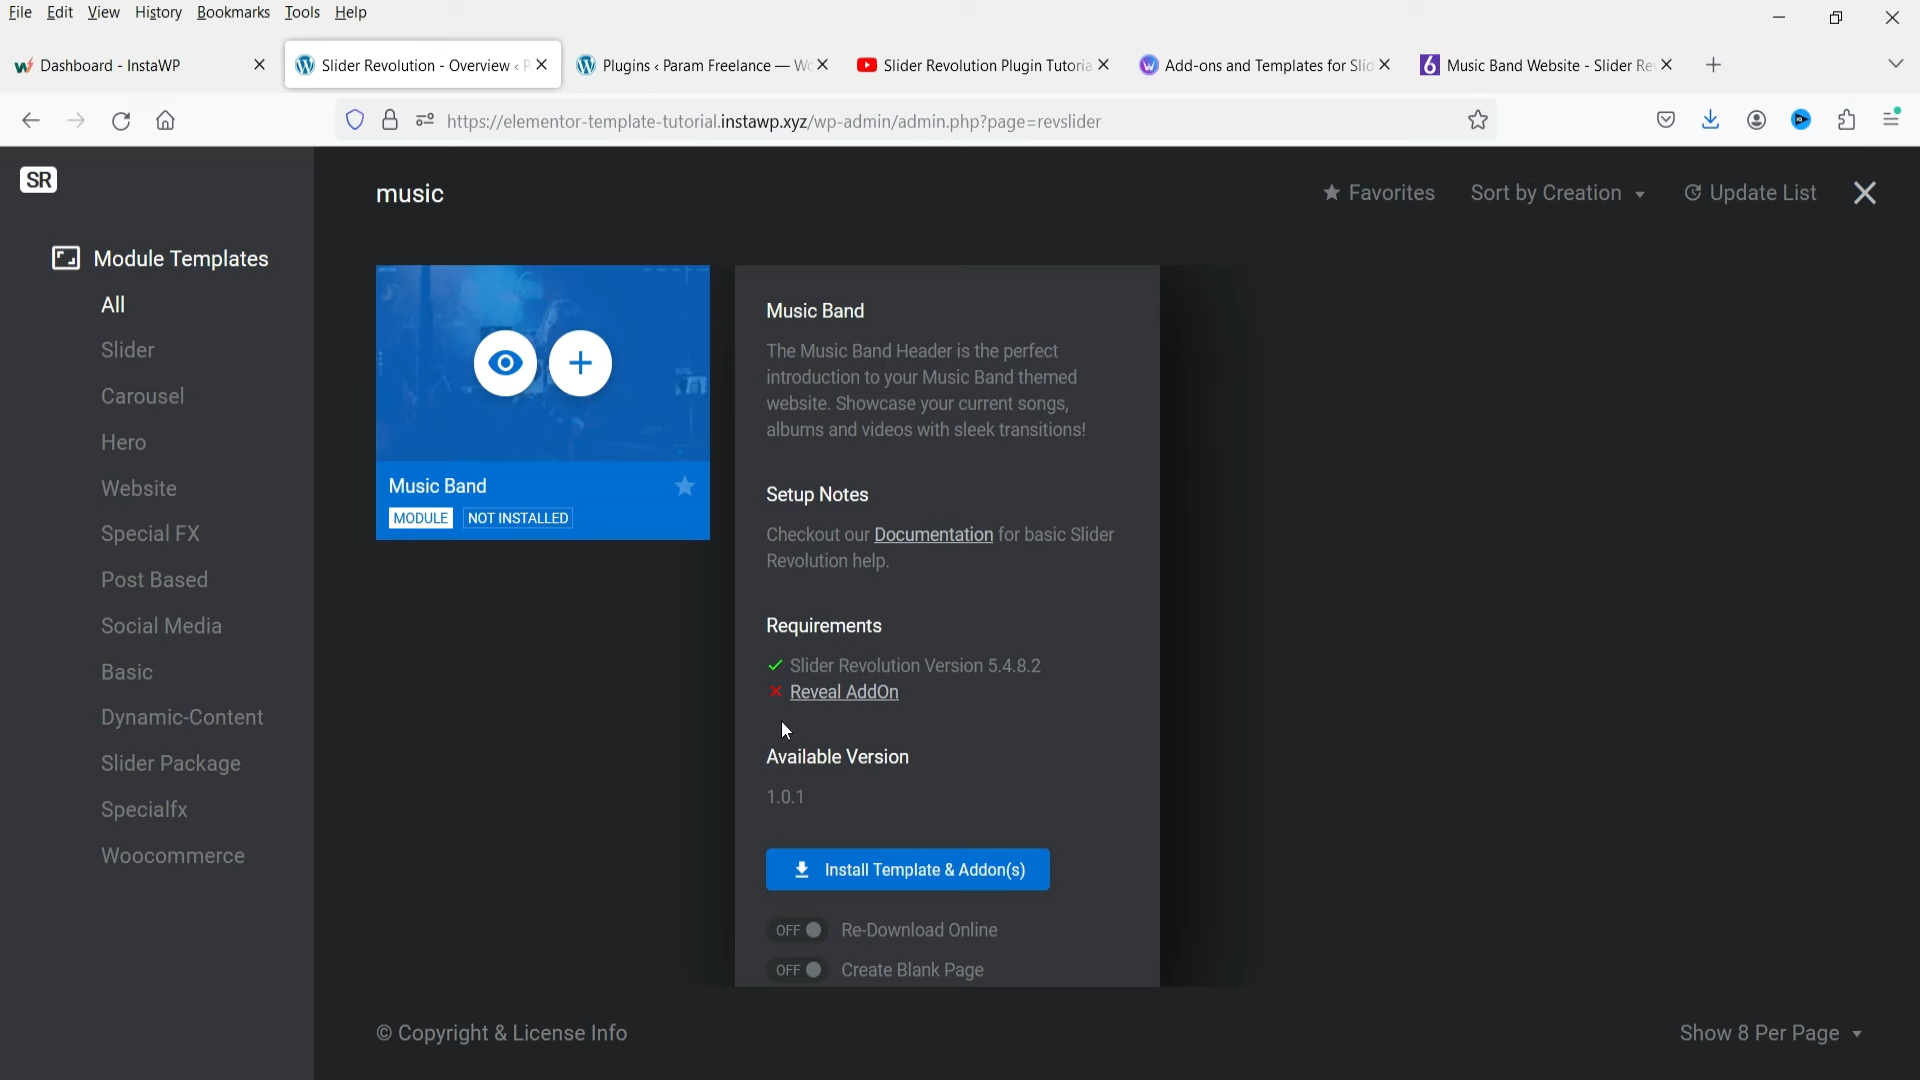 File Edit View History Bookmarks Tools Help
Dashboard - InstaWP
Slider Revolution - Overview ‹ P
Plugins ‹ Param Freelance — Wo
Slider Revolution Plugin Tutoria
Add-ons and Templates for Slid
Music Band Website - Slider Re
https://elementor-template-tutorial.instawp.xyz/wp-admin/admin.php?page=revslider
SR
Module Templates
All
Slider
Carousel
Hero
Website
Special FX
Post Based
Social Media
Basic
Dynamic-Content
Slider Package
Specialfx
Woocommerce
music
Favorites
Sort by Creation
Update List
Music Band
MODULE NOT INSTALLED
Music Band
The Music Band Header is the perfect
introduction to your Music Band themed
website. Showcase your current songs,
albums and videos with sleek transitions!
Setup Notes
Checkout our Documentation for basic Slider
Revolution help.
Requirements
Slider Revolution Version 5.4.8.2
Reveal AddOn
Available Version
1.0.1
Install Template & Addon(s)
OFF Re-Download Online
OFF Create Blank Page
© Copyright & License Info
Show 8 Per Page